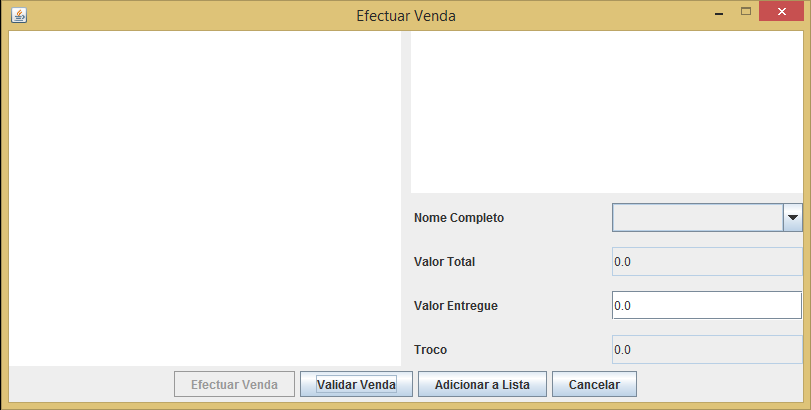 Efectuar Venda
Nome Completo
Valor Total 0.0
Valor Entregue 0.0
Troco 0.0
Efectuar Venda Validar Venda Adicionar a Lista Cancelar